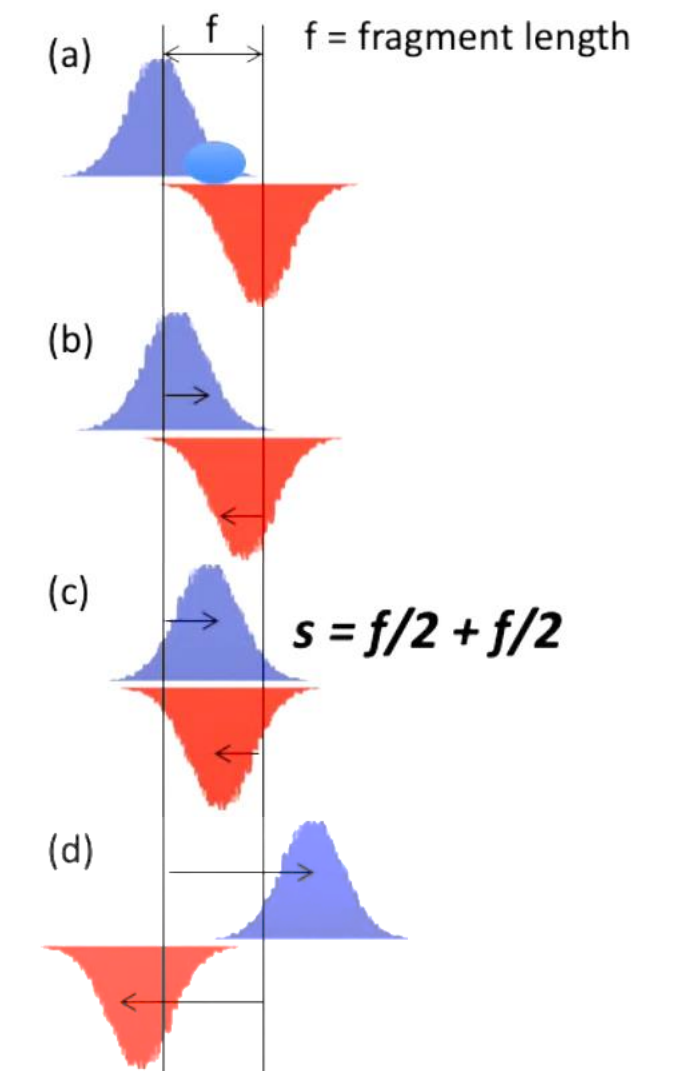 f
f = fragment length
(a)
(b)
(c)
s = f/2 + f/2
(d)